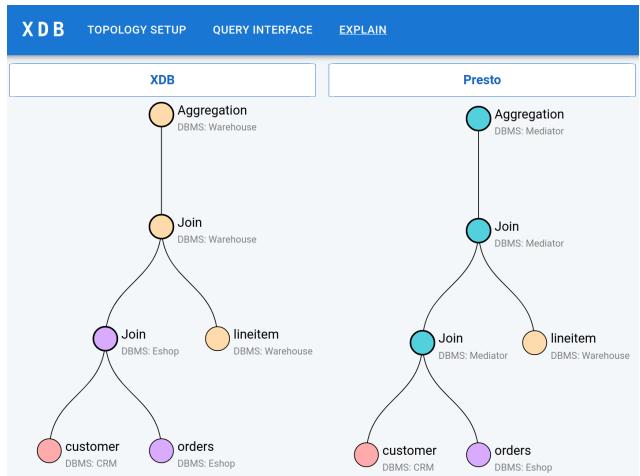 XDB TOPOLOGY SETUP QUERY INTERFACE EXPLAIN
XDB
Aggregation
DBMS: Warehouse
Join
DBMS: Warehouse
Join
DBMS: Eshop
lineitem
DBMS: Warehouse
customer
DBMS: CRM
orders
DBMS: Eshop
Presto
Aggregation
DBMS: Mediator
Join
DBMS: Mediator
Join
DBMS: Mediator
lineitem
DBMS: Warehouse
customer
DBMS: CRM
orders
DBMS: Eshop